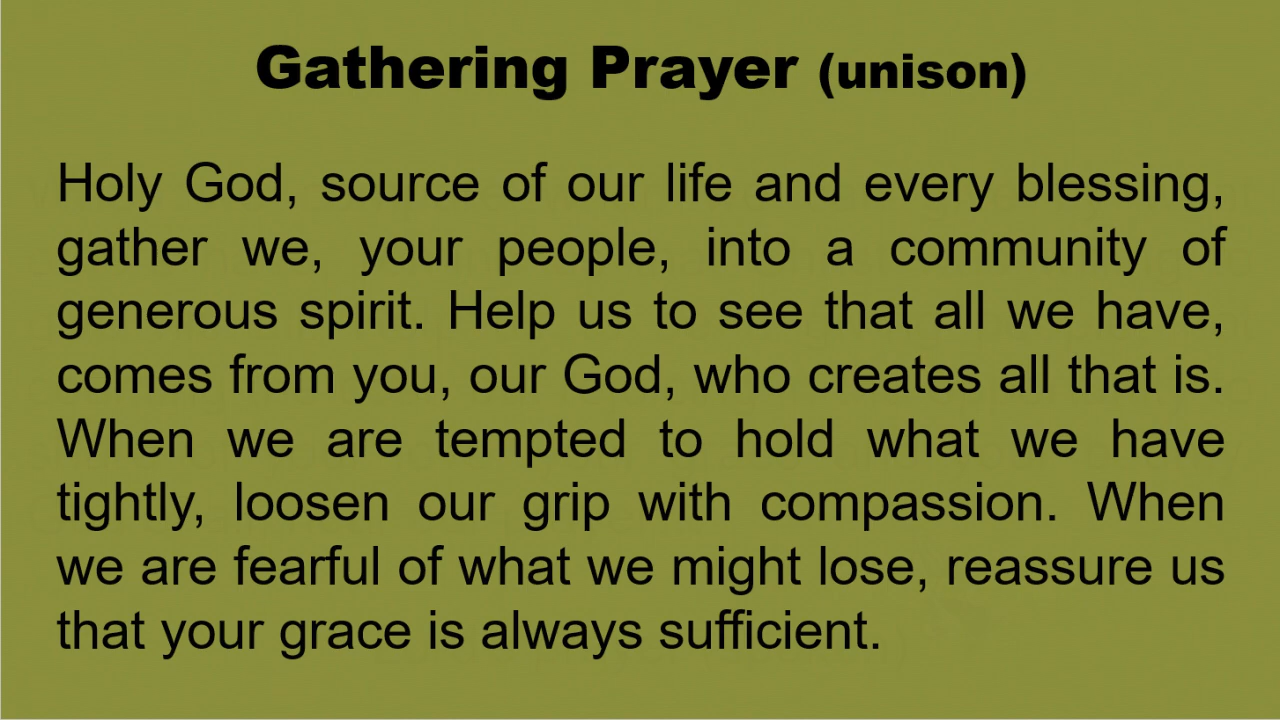 Gathering Prayer (unison)
Holy God, source of our life and every blessing,
gather we, your people, into a community of
generous spirit. Help us to see that all we have,
comes from you, our God, who creates all that is.
When we are tempted to hold what we have
tightly, loosen our grip with compassion. When
we are fearful of what we might lose, reassure us
that your grace is always sufficient.